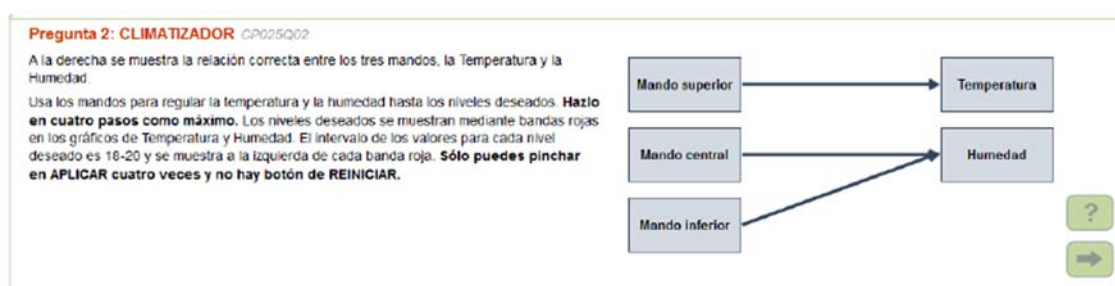 Pregunta 2: CLIMATIZADOR CP025Q02
A la derecha se muestra la relación correcta entre los tres mandos, la Temperatura y la
Humedad.
Usa los mandos para regular la temperatura y la humedad hasta los niveles deseados. Hazlo
en cuatro pasos como máximo. Los niveles deseados se muestran mediante bandas rojas
en los gráficos de Temperatura y Humedad. El intervalo de los valores para cada nivel
deseado es 18-20 y se muestra a la izquierda de cada banda roja. Sólo puedes pinchar
en APLICAR cuatro veces y no hay botón de REINICIAR.
Mando superior
Temperatura
Mando central
Humedad
Mando inferior
?